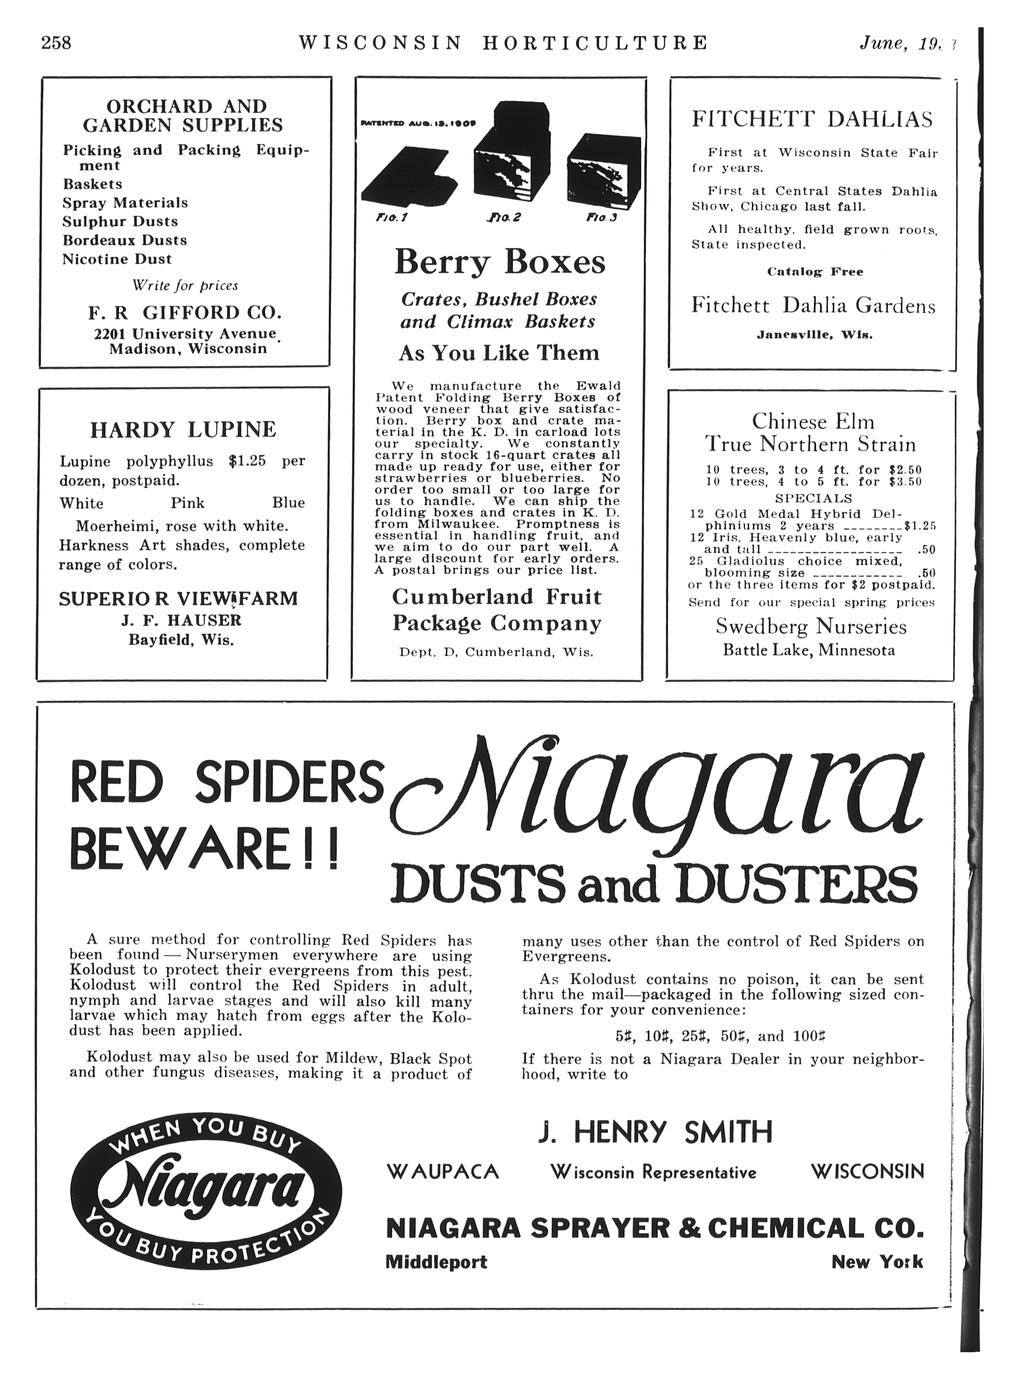 258
WISCONSIN HORTICULTURE
June, 19
ORCHARD AND
GARDEN SUPPLIES
Picking and Packing Equip-
ment
Baskets
Spray Materials
Sulphur Dusts
Bordeaux Dusts
Nicotine Dust
Write for prices
F. R GIFFORD CO.
2201 University Avenue
Madison, Wisconsin
HARDY LUPINE
Lupine polyphyllus $1.25 per
dozen, postpaid.
White Pink Blue
Moerheimi, rose with white.
Harkness Art shades, complete
range of colors.
SUPERIOR VIEW FARM
J. F. HAUSER
Bayfield, Wis.
PATENTED AUG. 13. 1909
FIG. 1 FIG. 2 FIG 3
Berry Boxes
Crates, Bushel Boxes
and Climax Baskets
As You Like Them
We manufacture the Ewald
Patent Folding Berry Boxes of
wood veneer that give satisfac-
tion. Berry box and crate ma-
terial in the K. D. in carload lots
our specialty. We constantly
carry in stock 16-quart crates all
made up ready for use, either for
strawberries or blueberries. No
order too small or too large for
us to handle. We can ship the
folding boxes and crates in K. D.
from Milwaukee. Promptness is
essential in handling fruit, and
we aim to do our part well. A
large discount for early orders.
A postal brings our price list.
Cumberland Fruit
Package Company
Dept. D, Cumberland, Wis.
FITCHETT DAHLIAS
First at Wisconsin State Fair
for years.
First at Central States Dahlia
Show, Chicago last fall.
All healthy, field grown roots,
State inspected.
Catalog Free
Fitchett Dahlia Gardens
Janesville, Wis.
Chinese Elm
True Northern Strain
10 trees, 3 to 4 ft. for $2.50
10 trees, 4 to 5 ft. for $3.50
SPECIALS
12 Gold Medal Hybrid Del-
phiniums 2 years --------$1.25
12 Iris, Heavenly blue, early
and tall ------------------ .50
25 Gladiolus choice mixed,
blooming size ------------ .50
or the three items for $2 postpaid.
Send for our special spring prices
Swedberg Nurseries
Battle Lake, Minnesota
RED SPIDERS
BEWARE!!
Niagara
DUSTS and DUSTERS
A sure method for controlling Red Spiders has
been found — Nurserymen everywhere are using
Kolodust to protect their evergreens from this pest.
Kolodust will control the Red Spiders in adult,
nymph and larvae stages and will also kill many
larvae which may hatch from eggs after the Kolo-
dust has been applied.
Kolodust may also be used for Mildew, Black Spot
and other fungus diseases, making it a product of
many uses other than the control of Red Spiders on
Evergreens.
As Kolodust contains no poison, it can be sent
thru the mail—packaged in the following sized con-
tainers for your convenience:
5#, 10#, 25#, 50#, and 100#
If there is not a Niagara Dealer in your neighbor-
hood, write to
WHEN YOU BUY
Niagara
YOU BUY PROTECTION
J. HENRY SMITH
WAUPACA Wisconsin Representative WISCONSIN
NIAGARA SPRAYER & CHEMICAL CO.
Middleport New York